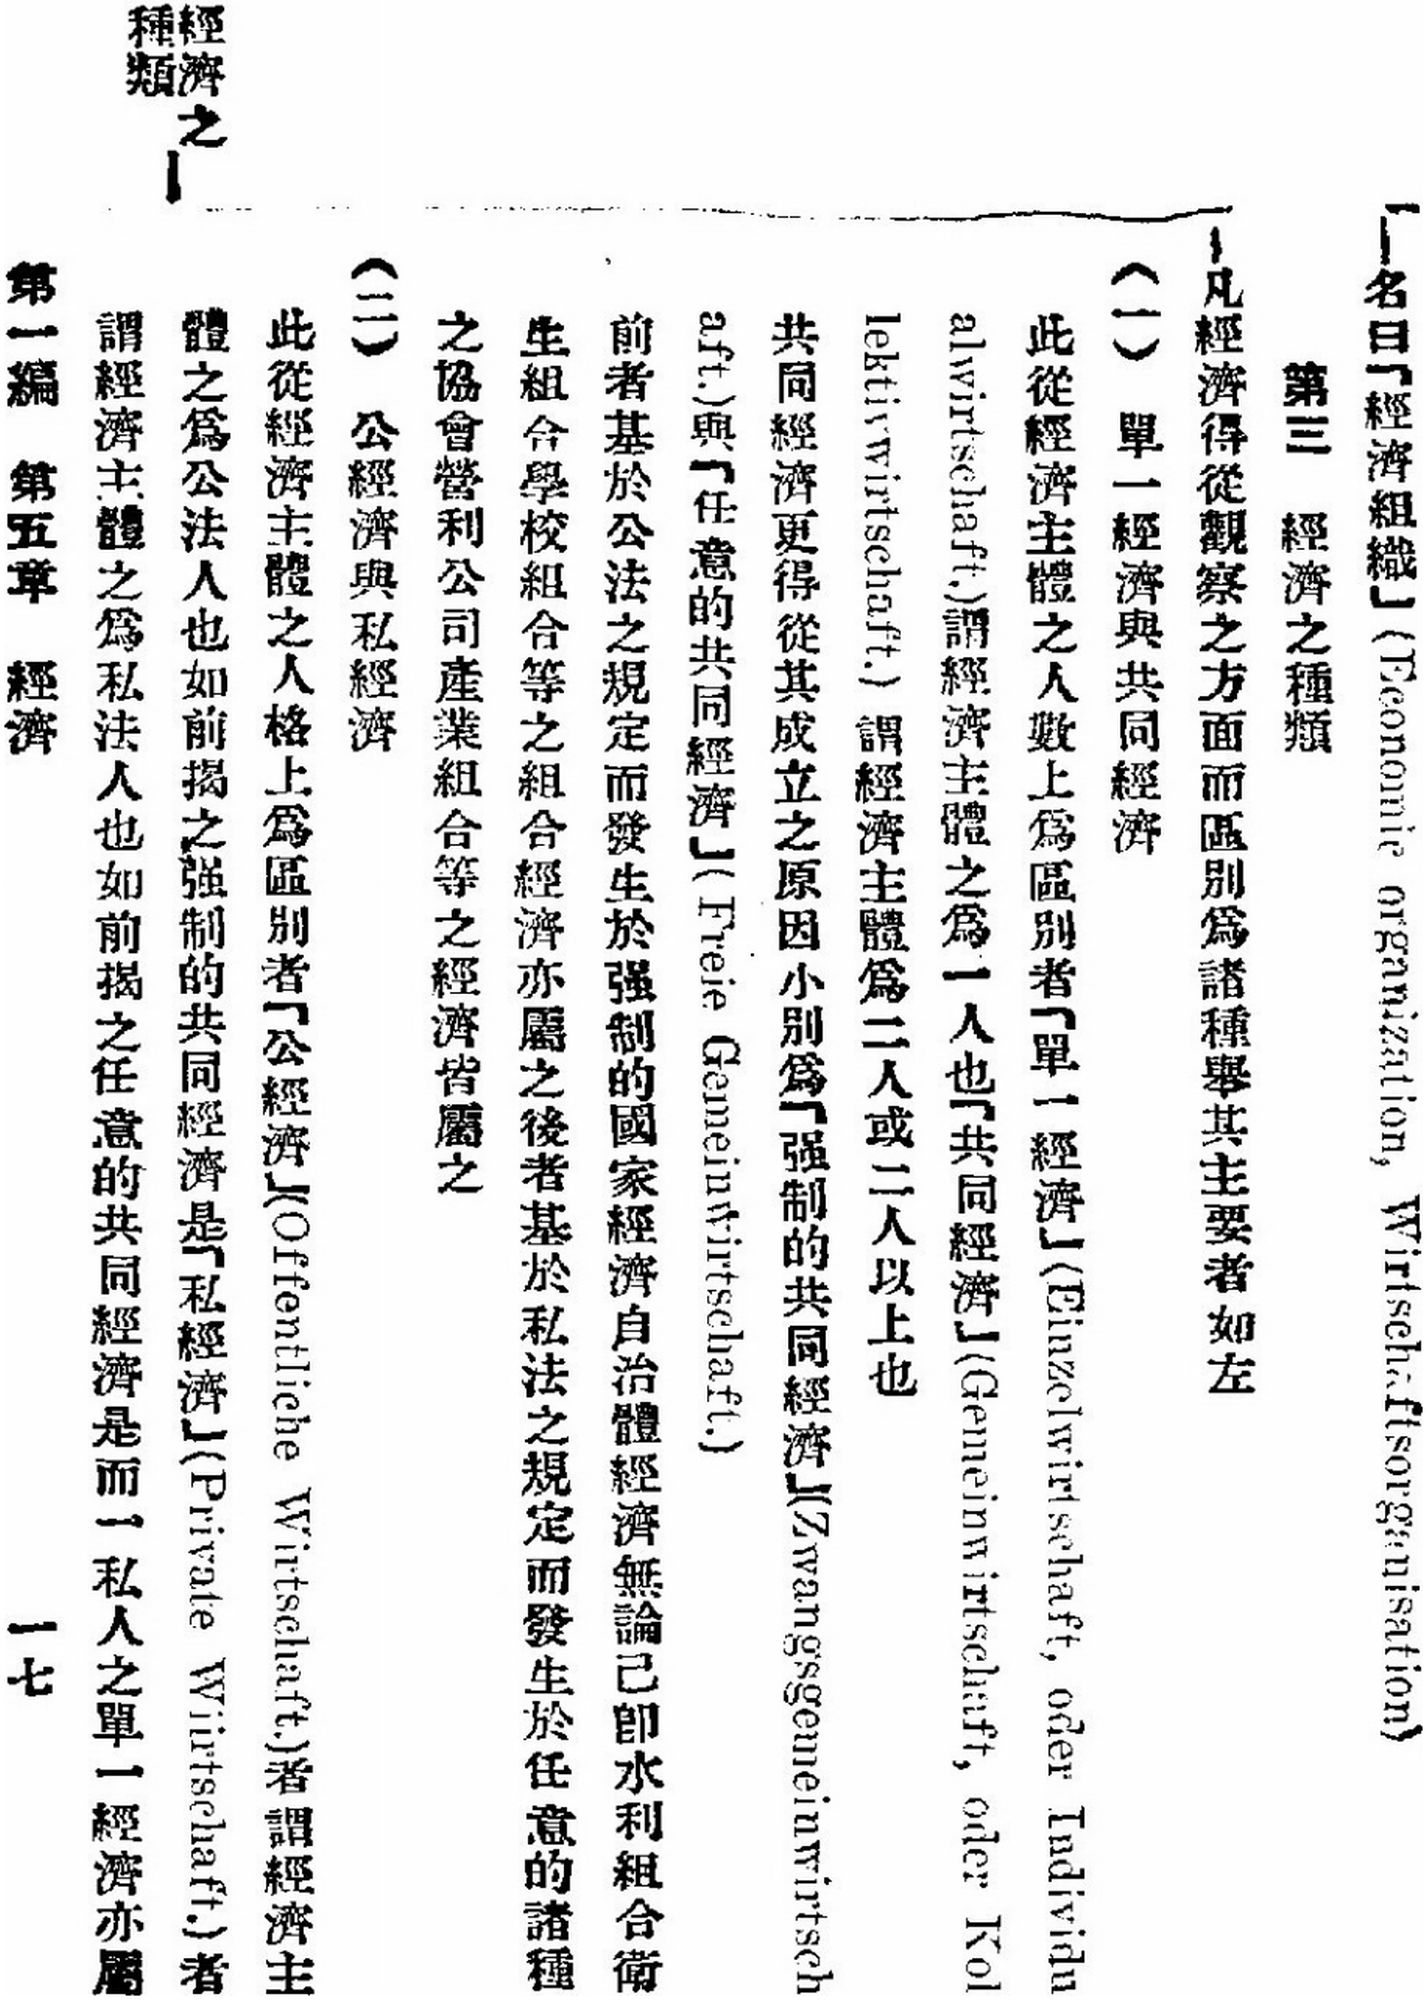 名曰「經濟組織」(Economic organization, Wirtschaftsorganisation)
第三　經濟之種類
凡經濟得從觀察之方面而區別爲諸種舉其主要者如左
(一)　單一經濟與共同經濟
此從經濟主體之人數上爲區別者「單一經濟」(Einzelwirtschaft, oder Individu
alwirtschaft.)謂經濟主體之爲一人也「共同經濟」(Gemeinwirtschaft, oder Kol
lektivwirtschaft.)謂經濟主體爲二人或二人以上也
共同經濟更得從其成立之原因小別爲「强制的共同經濟」(Zwangsgemeinwirtsch
aft.)與「任意的共同經濟」(Freie Gemeinwirtschaft.)
前者基於公法之規定而發生於强制的國家經濟自治體經濟無論己卽水利組合衛
生組合學校組合等之組合經濟亦屬之後者基於私法之規定而發生於任意的諸種
之協會營利公司產業組合等之經濟皆屬之
(二)　公經濟與私經濟
此從經濟主體之人格上爲區別者「公經濟」(Offentliche Wirtschaft.)者謂經濟主
體之爲公法人也如前揭之强制的共同經濟是「私經濟」(Private Wiirtschaft.)者
謂經濟主體之爲私法人也如前揭之任意的共同經濟是而一私人之單一經濟亦屬
經濟之
種類
第一編　第五章　經濟　一七